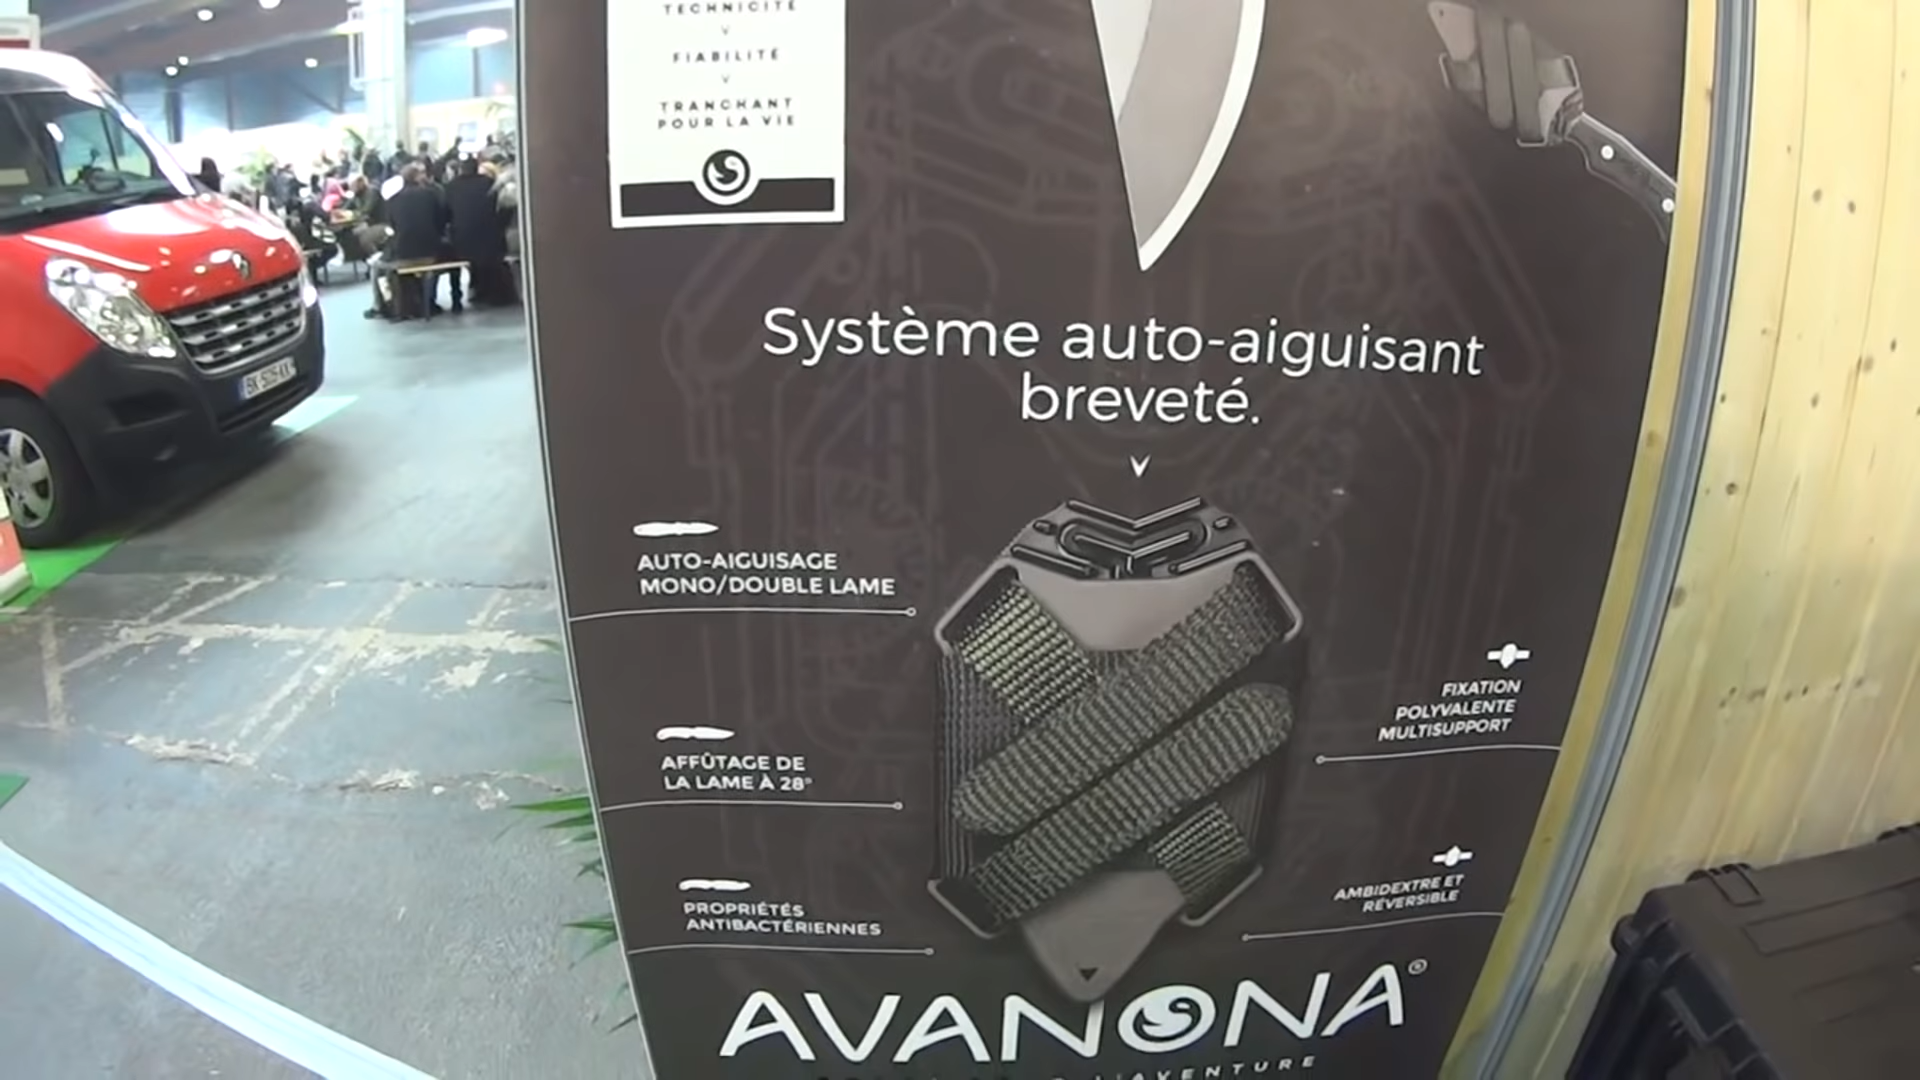 TECHNICITÉ
FIABILITÉ
TRANCHANT
POUR LA VIE
Système auto-aiguisant
breveté.
AUTO-AIGUISAGE
MONO/DOUBLE LAME
AFFÛTAGE DE
LA LAME À 28°
PROPRIÉTÉS
ANTIBACTÉRIENNES
FIXATION
POLYVALENTE
MULTISUPPORT
AMBIDEXTRE ET
RÉVERSIBLE
AVANONA®
L'AVENTURE